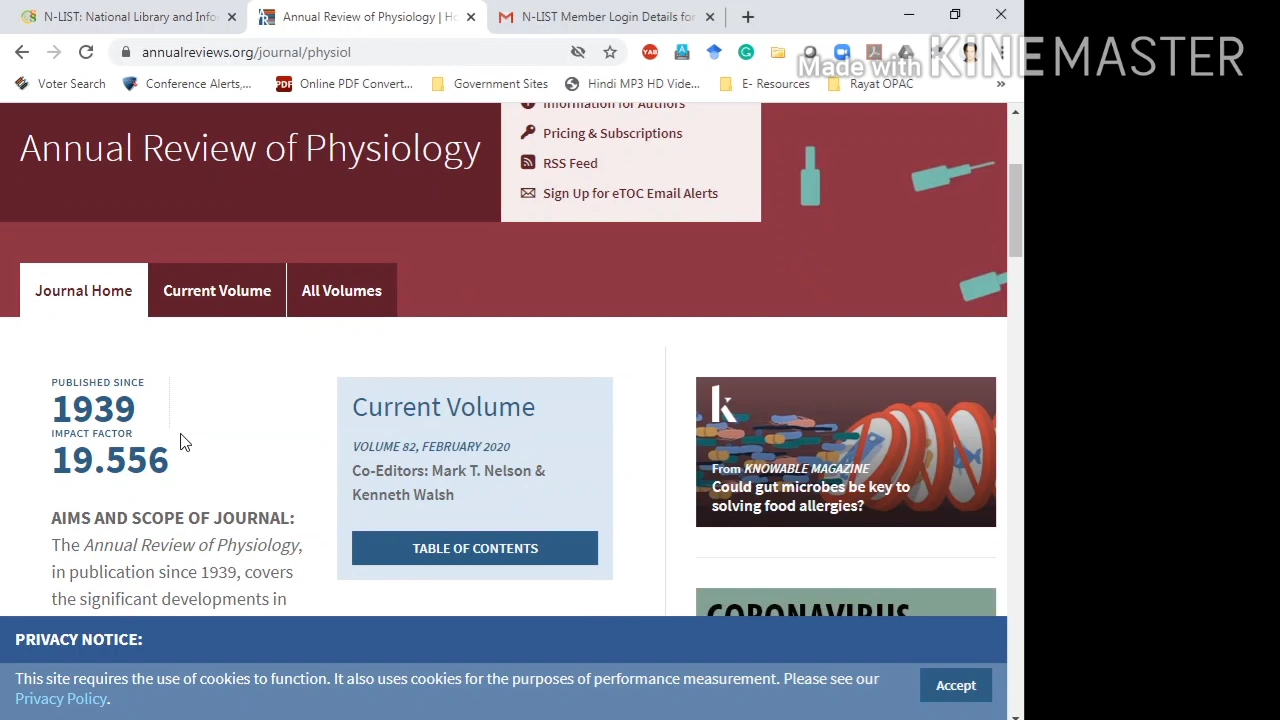 N-LIST: National Library and Info
Annual Review of Physiology | Ho
N-LIST Member Login Details for
annualreviews.org/journal/physiol
Made with KINEMASTER
Voter Search
Conference Alerts,...
PDF
Online PDF Convert...
Government Sites
Hindi MP3 HD Vide...
E- Resources
Rayat OPAC
Information for Authors
Annual Review of Physiology
Pricing & Subscriptions
RSS Feed
Sign Up for eTOC Email Alerts
Journal Home
Current Volume
All Volumes
PUBLISHED SINCE
1939
IMPACT FACTOR
19.556
AIMS AND SCOPE OF JOURNAL:
The Annual Review of Physiology,
in publication since 1939, covers
the significant developments in
Current Volume
VOLUME 82, FEBRUARY 2020
Co-Editors: Mark T. Nelson &
Kenneth Walsh
TABLE OF CONTENTS
k
From KNOWABLE MAGAZINE
Could gut microbes be key to
solving food allergies?
CORONAVIRUS
PRIVACY NOTICE:
This site requires the use of cookies to function. It also uses cookies for the purposes of performance measurement. Please see our
Privacy Policy.
Accept